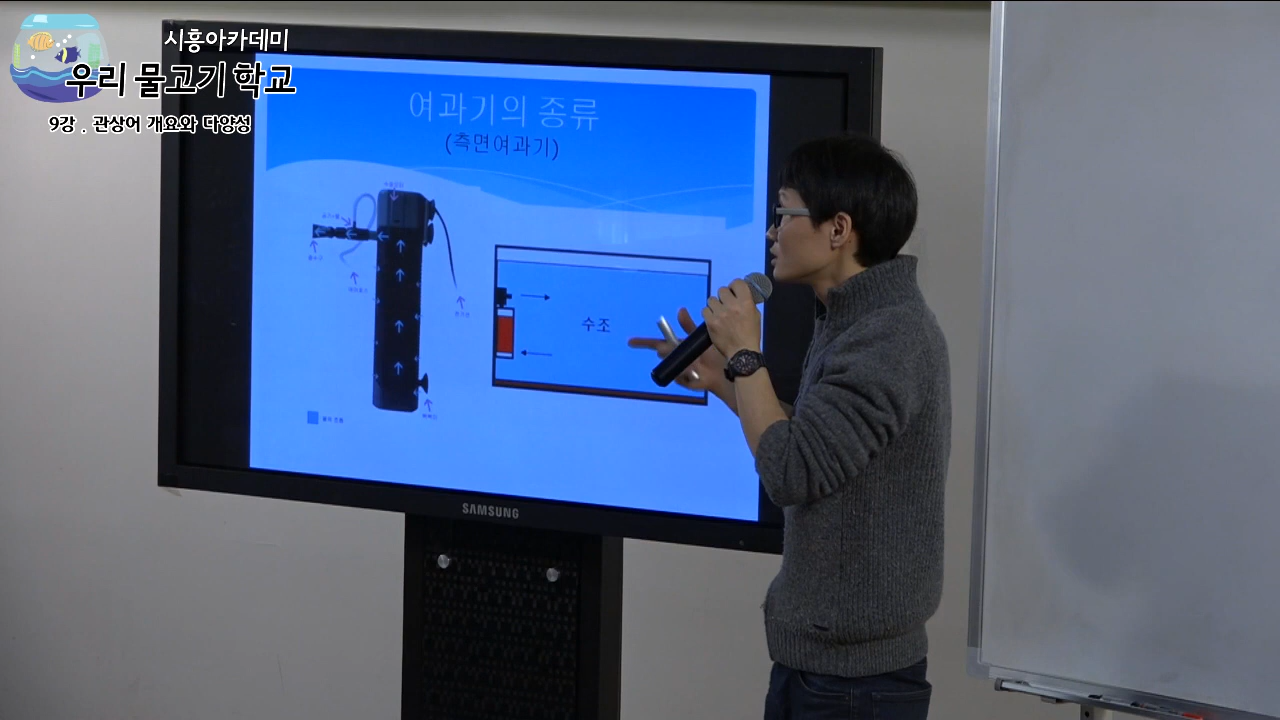 시흥아카데미
우리 물고기 학교
9강 . 관상어 개요와 다양성
여과기의 종류
(측면여과기)
수조
SAMSUNG